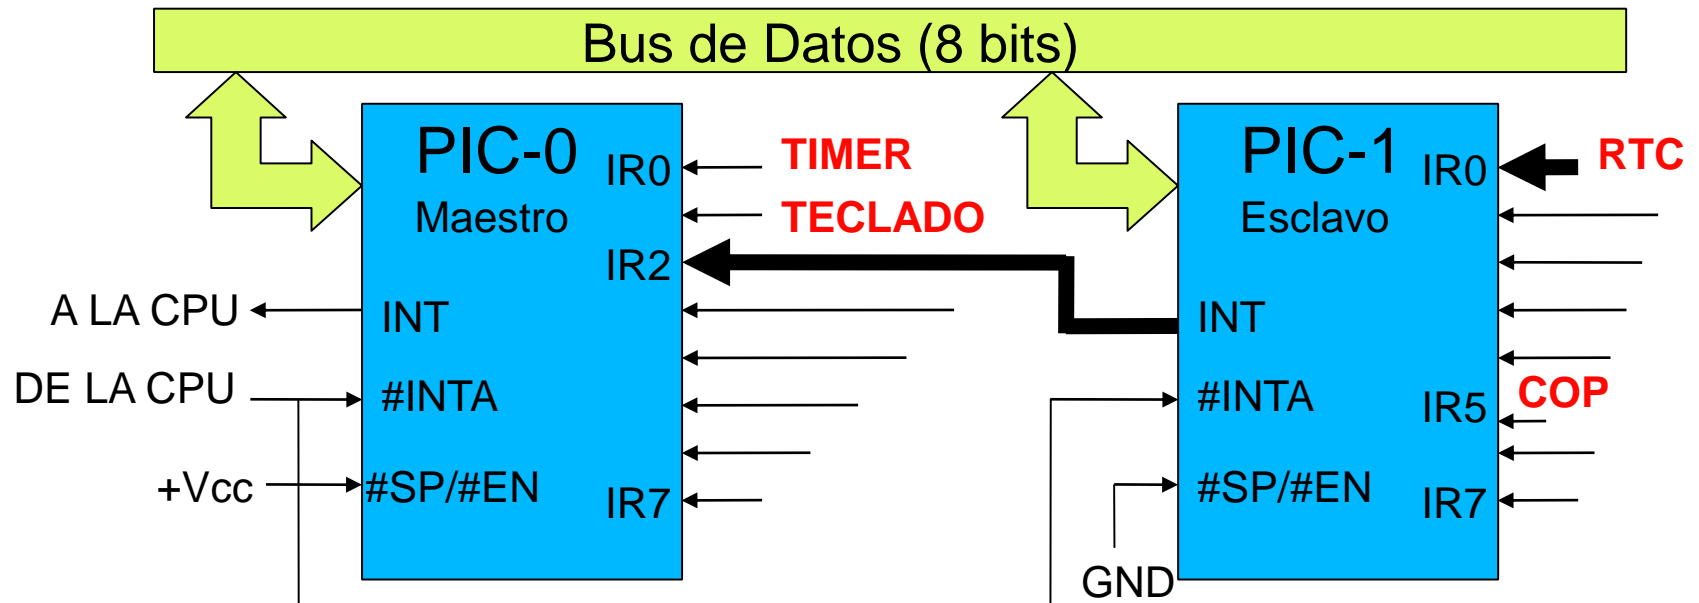 Bus de Datos (8 bits)
PIC-0
Maestro
IR0
TIMER
TECLADO
IR2
A LA CPU
INT
DE LA CPU
#INTA
+Vcc
#SP/#EN
IR7
PIC-1
Esclavo
IR0
RTC
INT
#INTA
COP
IR5
#SP/#EN
IR7
GND